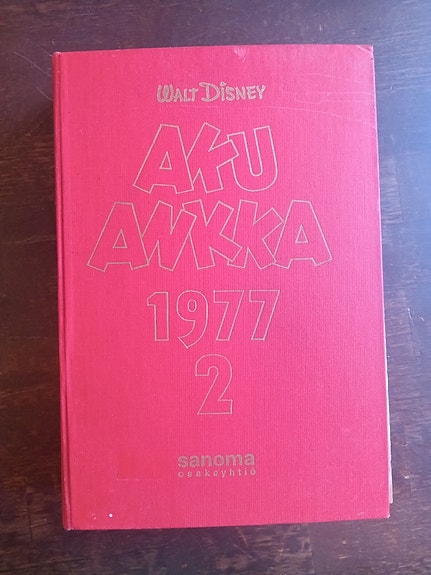 WALT DISNEY
AKU
ANKKA
1977
2
sanoma
osakeyhtiö